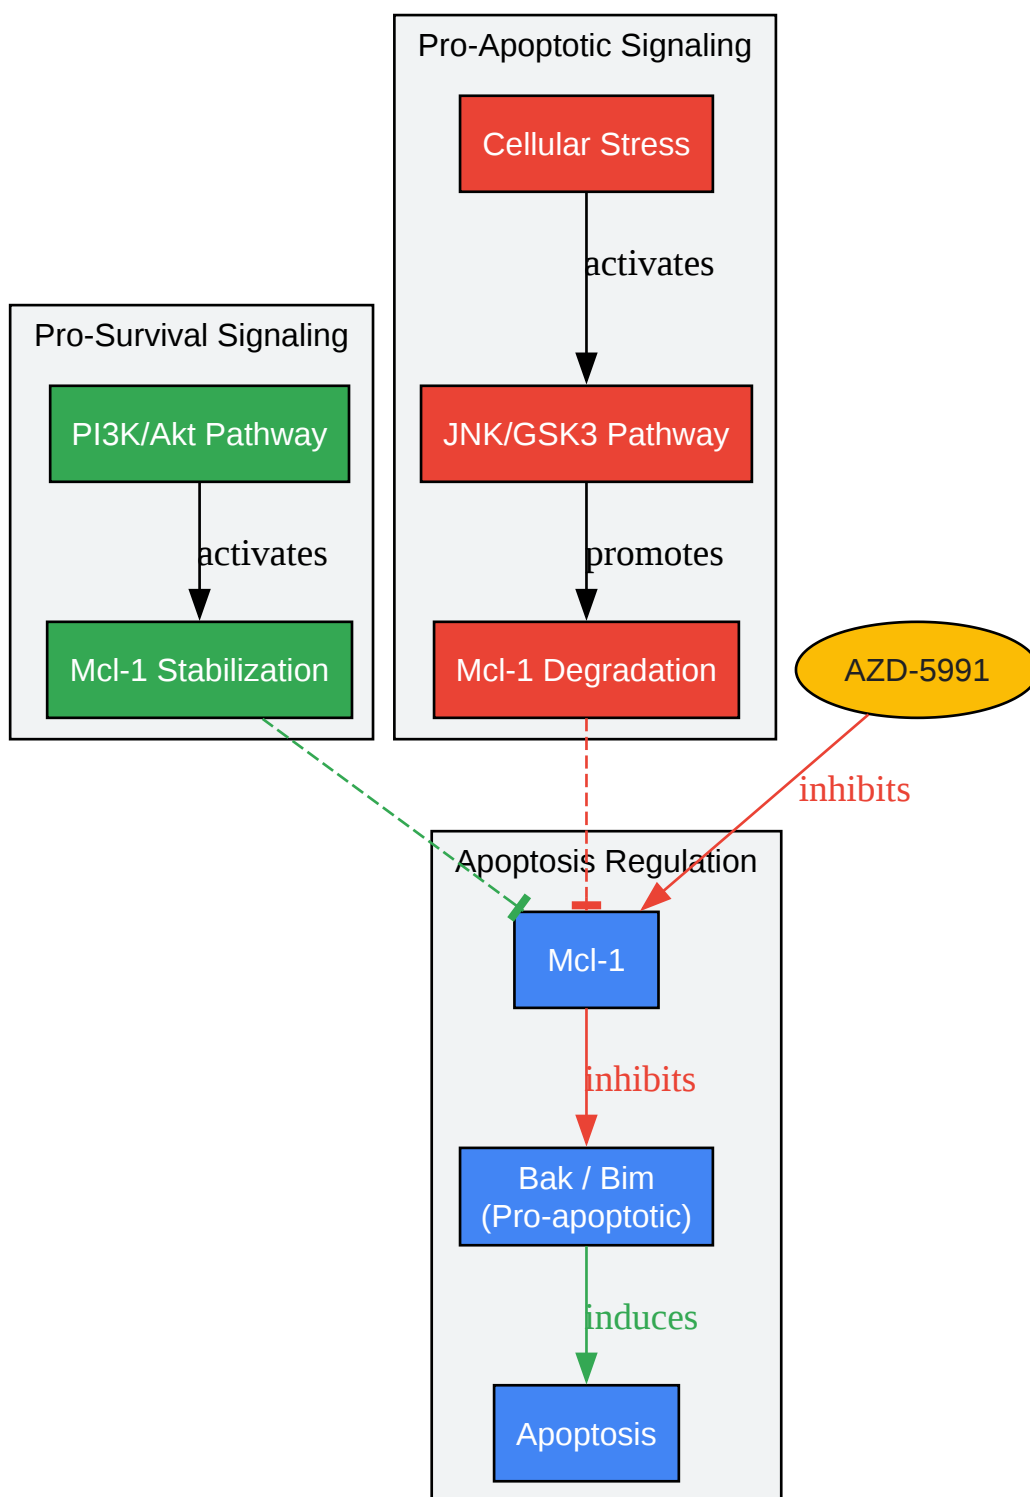 Pro-Apoptotic Signaling
Cellular Stress
activates
Pro-Survival Signaling
PI3K/Akt Pathway
JNK/GSK3 Pathway
activates
promotes
Mcl-1 Stabilization
Mcl-1 Degradation
AZD-5991
inhibits
Apoptosis Regulation
Mcl-1
inhibits
Bak / Bim
(Pro-apoptotic)
induces
Apoptosis